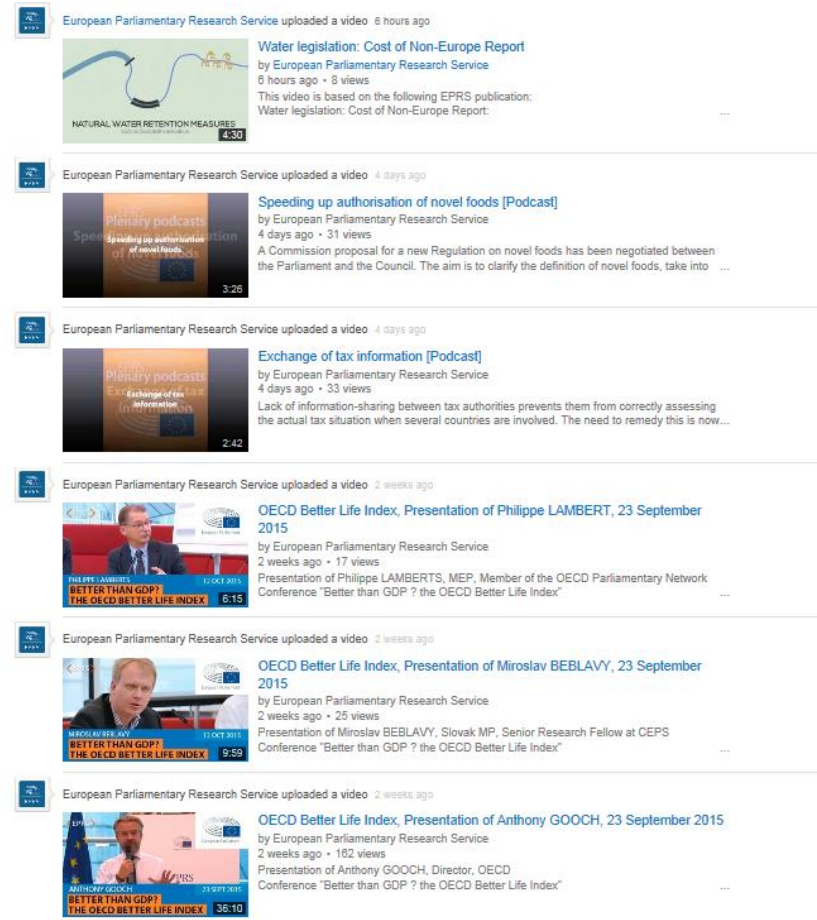 European Parliamentary Research Service uploaded a video 6 hours ago
Water legislation: Cost of Non-Europe Report
by European Parliamentary Research Service
6 hours ago • 8 views
This video is based on the following EPRS publication:
Water legislation: Cost of Non-Europe Report:
...
NATURAL WATER RETENTION MEASURES
4:30
European Parliamentary Research Service uploaded a video 4 days ago
Speeding up authorisation of novel foods [Podcast]
by European Parliamentary Research Service
4 days ago • 31 views
A Commission proposal for a new Regulation on novel foods has been negotiated between
the Parliament and the Council. The aim is to clarify the definition of novel foods, take into ...
Plenary podcasts
Speeding up authorisation
of novel foods
3:26
European Parliamentary Research Service uploaded a video 4 days ago
Exchange of tax information [Podcast]
by European Parliamentary Research Service
4 days ago • 33 views
Lack of information-sharing between tax authorities prevents them from correctly assessing
the actual tax situation when several countries are involved. The need to remedy this is now...
Plenary podcasts
Exchange of tax
information
2:42
European Parliamentary Research Service uploaded a video 2 weeks ago
OECD Better Life Index, Presentation of Philippe LAMBERT, 23 September
2015
by European Parliamentary Research Service
2 weeks ago • 17 views
Presentation of Philippe LAMBERTS, MEP, Member of the OECD Parliamentary Network
Conference "Better than GDP ? the OECD Better Life Index"
...
PHILIPPE LAMBERTS 12 OCT 2015
BETTER THAN GDP?
THE OECD BETTER LIFE INDEX
6:15
European Parliamentary Research Service uploaded a video 2 weeks ago
OECD Better Life Index, Presentation of Miroslav BEBLAVY, 23 September
2015
by European Parliamentary Research Service
2 weeks ago • 25 views
Presentation of Miroslav BEBLAVY, Slovak MP, Senior Research Fellow at CEPS
Conference "Better than GDP ? the OECD Better Life Index"
...
MIROSLAV BEBLAVY 12 OCT 2015
BETTER THAN GDP?
THE OECD BETTER LIFE INDEX
9:59
European Parliamentary Research Service uploaded a video 2 weeks ago
OECD Better Life Index, Presentation of Anthony GOOCH, 23 September 2015
by European Parliamentary Research Service
2 weeks ago • 162 views
Presentation of Anthony GOOCH, Director, OECD
Conference "Better than GDP ? the OECD Better Life Index"
...
ANTHONY GOOCH 23 SEPT 2015
BETTER THAN GDP?
THE OECD BETTER LIFE INDEX
36:10